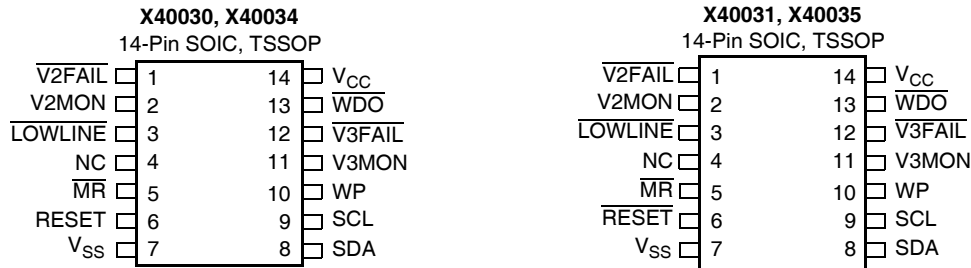 X40030, X40034
14-Pin SOIC, TSSOP
V2FAIL 1 14 VCC
V2MON 2 13 WDO
LOWLINE 3 12 V3FAIL
NC 4 11 V3MON
MR 5 10 WP
RESET 6 9 SCL
VSS 7 8 SDA
X40031, X40035
14-Pin SOIC, TSSOP
V2FAIL 1 14 VCC
V2MON 2 13 WDO
LOWLINE 3 12 V3FAIL
NC 4 11 V3MON
MR 5 10 WP
RESET 6 9 SCL
VSS 7 8 SDA